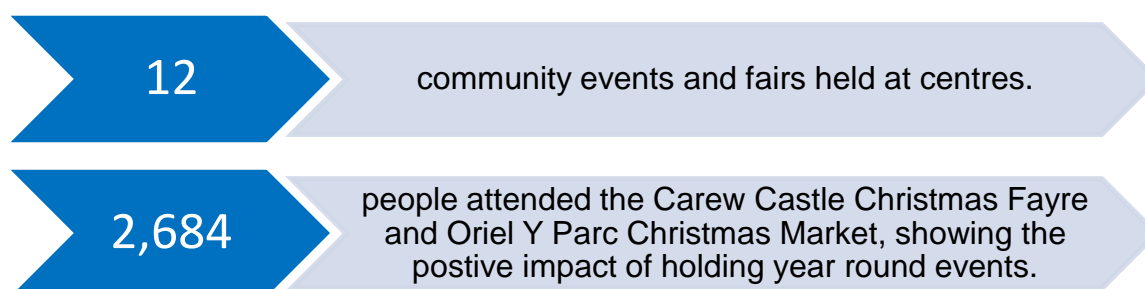 12
community events and fairs held at centres.
2,684
people attended the Carew Castle Christmas Fayre
and Oriel Y Parc Christmas Market, showing the
postive impact of holding year round events.